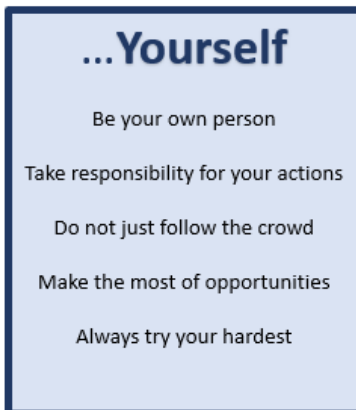 ...Yourself
Be your own person
Take responsibility for your actions
Do not just follow the crowd
Make the most of opportunities
Always try your hardest